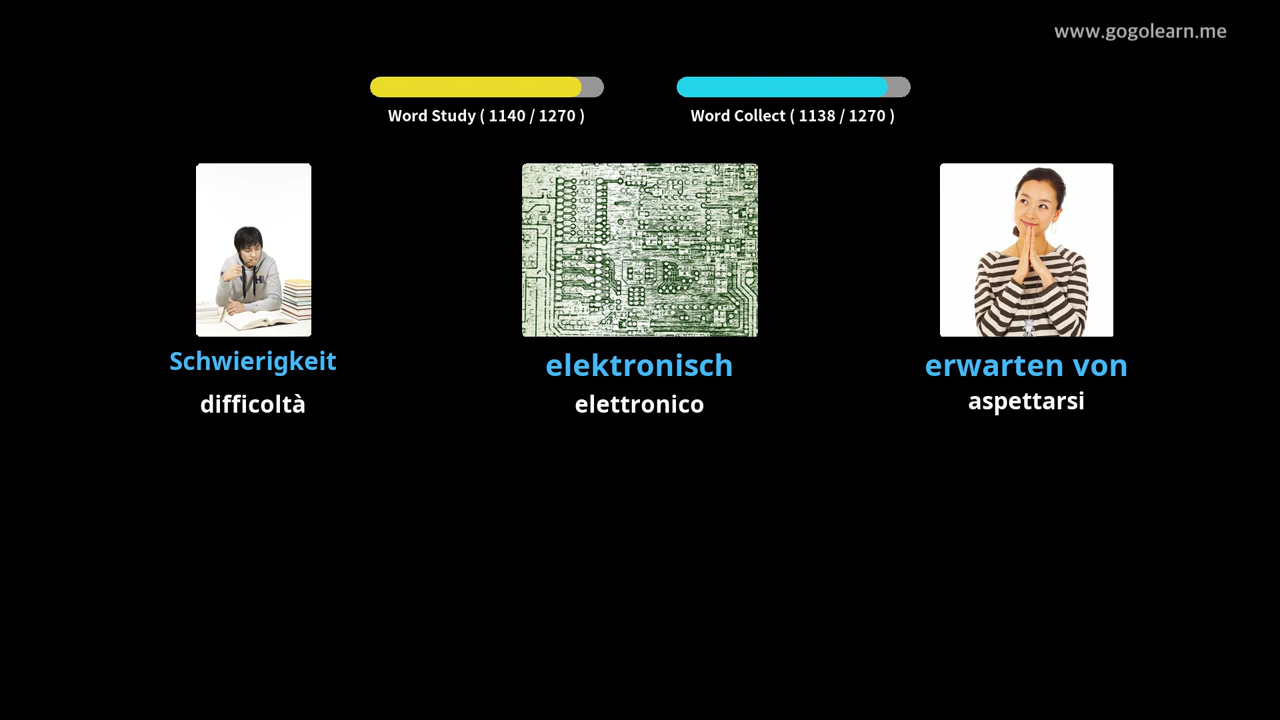 www.gogolearn.me
Word Study ( 1140 / 1270 )
Word Collect ( 1138 / 1270 )
Schwierigkeit
difficoltà
elektronisch
elettronico
erwarten von
aspettarsi